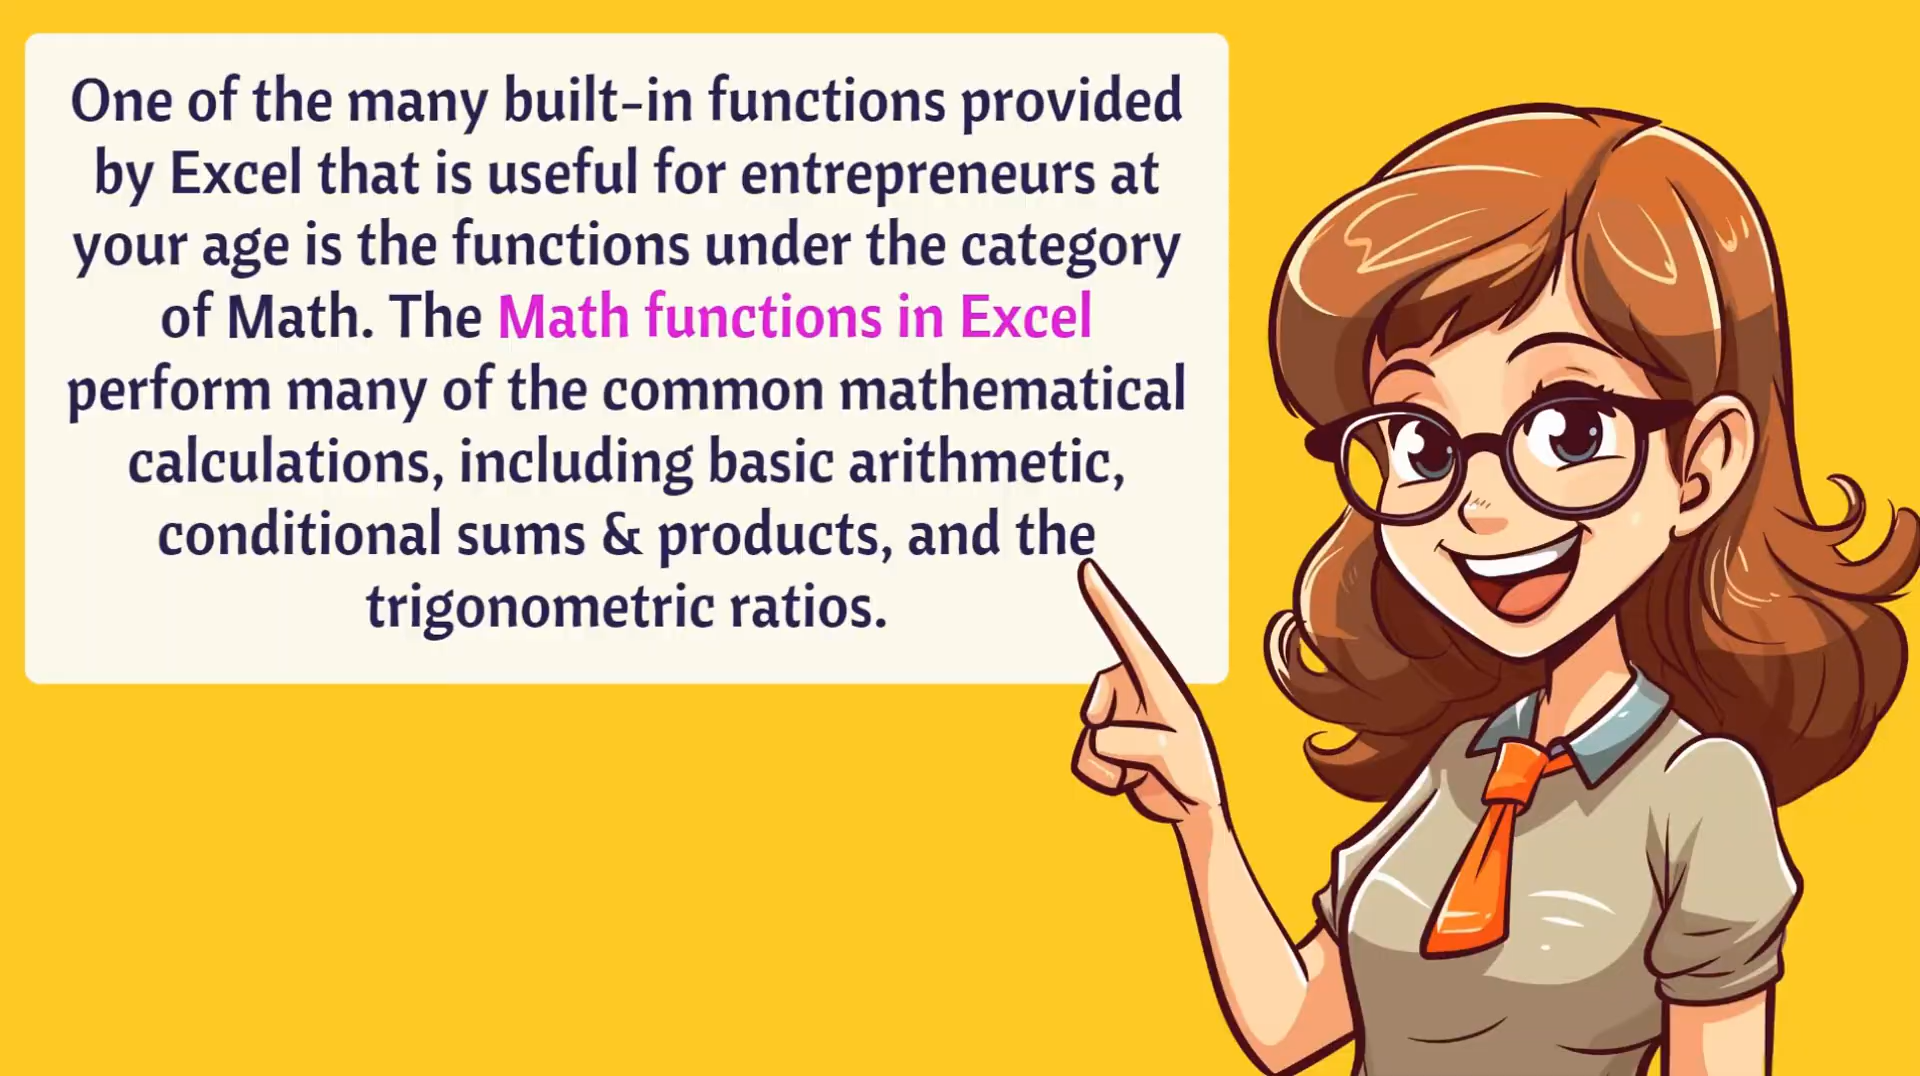 One of the many built-in functions provided
by Excel that is useful for entrepreneurs at
your age is the functions under the category
of Math. The Math functions in Excel
perform many of the common mathematical
calculations, including basic arithmetic,
conditional sums & products, and the
trigonometric ratios.